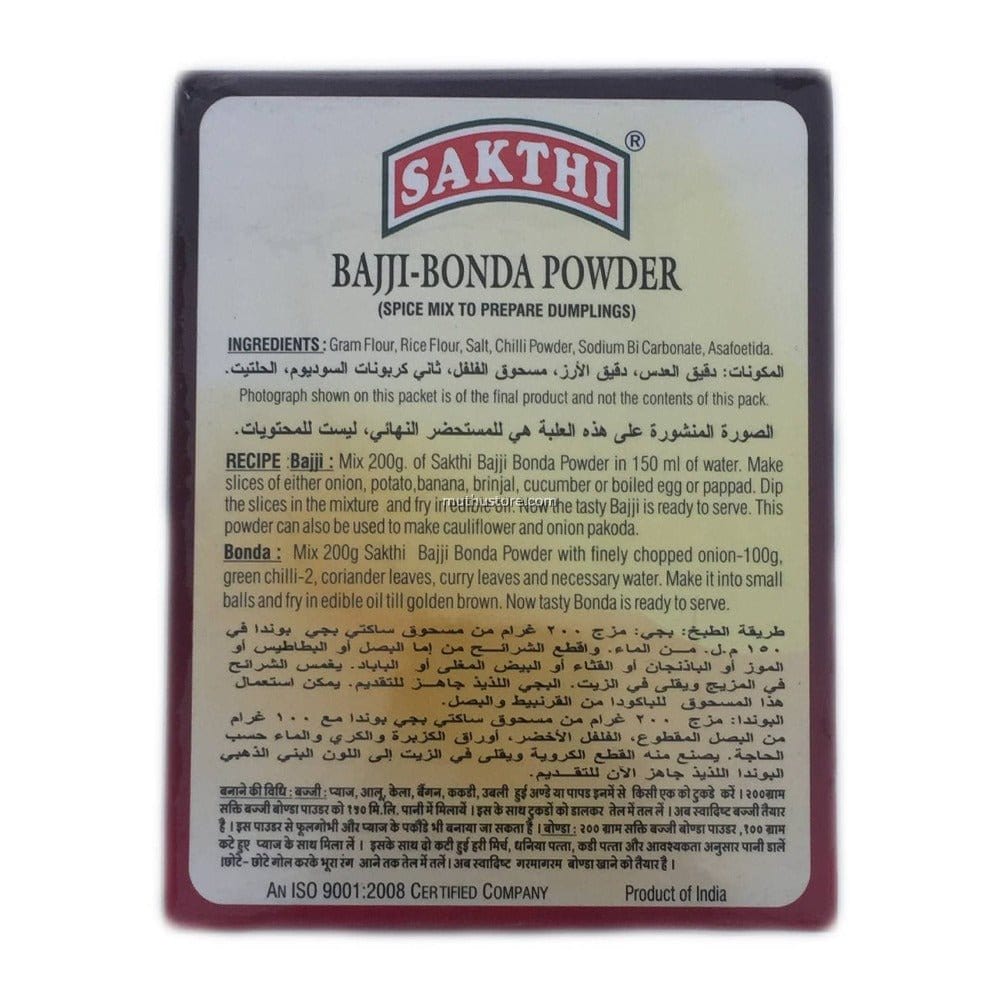 SAKTHI ®
BAJJI-BONDA POWDER
(SPICE MIX TO PREPARE DUMPLINGS)
INGREDIENTS : Gram Flour, Rice Flour, Salt, Chilli Powder, Sodium Bi Carbonate, Asafoetida.
المكونات: دقيق العدس، دقيق الأرز، مسحوق الفلفل، ثاني كربونات السوديوم، الحلتيت.
Photograph shown on this packet is of the final product and not the contents of this pack.
الصورة المنشورة على هذه العلبة هي للمستحضر النهائي، ليست للمحتويات.
RECIPE :Bajji : Mix 200g. of Sakthi Bajji Bonda Powder in 150 ml of water. Make
slices of either onion, potato,banana, brinjal, cucumber or boiled egg or pappad. Dip
the slices in the mixture and fry in edible oil. Now the tasty Bajji is ready to serve. This
muthustore.com
powder can also be used to make cauliflower and onion pakoda.
Bonda : Mix 200g Sakthi Bajji Bonda Powder with finely chopped onion-100g,
green chilli-2, coriander leaves, curry leaves and necessary water. Make it into small
balls and fry in edible oil till golden brown. Now tasty Bonda is ready to serve.
طريقة الطبخ: بجي: مزج ٢٠٠ غرام من مسحوق ساكتي بجي بوندا في
١٥٠ م.ل. من الماء. واقطع الشرائح من إما البصل أو البطاطيس أو
الموز أو الباذنجان أو القثاء أو البيض المغلى أو الباباد. يغمس الشرائح
في المزيج ويقلى في الزيت. البجي اللذيذ جاهز للتقديم. يمكن استعمال
هذا المسحوق للباكودا من القرنبيط والبصل.
البوندا: مزج ٢٠٠ غرام من مسحوق ساكتي بجي بوندا مع ١٠٠ غرام
من البصل المقطوع، الفلفل الأخضر، أوراق الكزبرة والكري والماء حسب
الحاجة. يصنع منه القطع الكروية ويقلى في الزيت إلى اللون البني الذهبي
البوندا اللذيذ جاهز الآن للتقديم.
बनाने की विधि : बज्जी : प्याज, आलू, केला, बैंगन, ककडी, उबली हुई अण्डे या पापड इनमें से किसी एक को टुकडे करें । २००ग्राम
सक्ति बज्जी बोण्डा पाउडर को १५० मि.लि. पानी में मिलायें । इस के साथ टुकडों को डालकर तेल में तल लें । अब स्वादिष्ट बज्जी तैयार
है । इस पाउडर से फूलगोभी और प्याज के पकौडे भी बनाया जा सकता है । बोण्डा : २०० ग्राम सक्ति बज्जी बोण्डा पाउडर , १०० ग्राम
कटे हुए प्याज के साथ मिला लें । इसके साथ दो कटी हुई हरी मिर्च, धनिया पत्ता, कडी पत्ता और आवश्यकता अनुसार पानी डालें
।छोटे- छोटे गोल करके भूरा रंग आने तक तेल में तलें । अब स्वादिष्ट गरमागरम बोण्डा खाने को तैयार है ।
AN ISO 9001:2008 CERTIFIED COMPANY Product of India